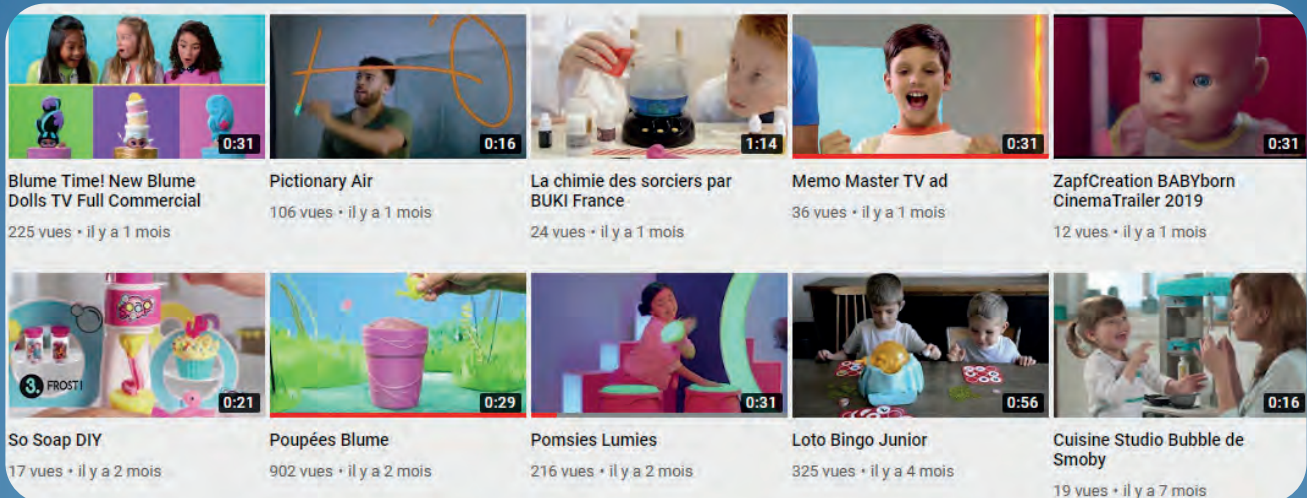 0:31
0:16
1:14
0:31
0:31
Blume Time! New Blume
Dolls TV Full Commercial
225 vues • il y a 1 mois
Pictionary Air
106 vues • il y a 1 mois
La chimie des sorciers par
BUKI France
24 vues • il y a 1 mois
Memo Master TV ad
36 vues • il y a 1 mois
ZapfCreation BABYborn
CinemaTrailer 2019
12 vues • il y a 1 mois
SOAP
3. FROST!
0:21
0:29
0:31
0:56
0:16
So Soap DIY
17 vues • il y a 2 mois
Poupées Blume
902 vues • il y a 2 mois
Pomsies Lumies
216 vues • il y a 2 mois
Loto Bingo Junior
325 vues • il y a 4 mois
Cuisine Studio Bubble de
Smoby
19 vues • il y a 7 mois